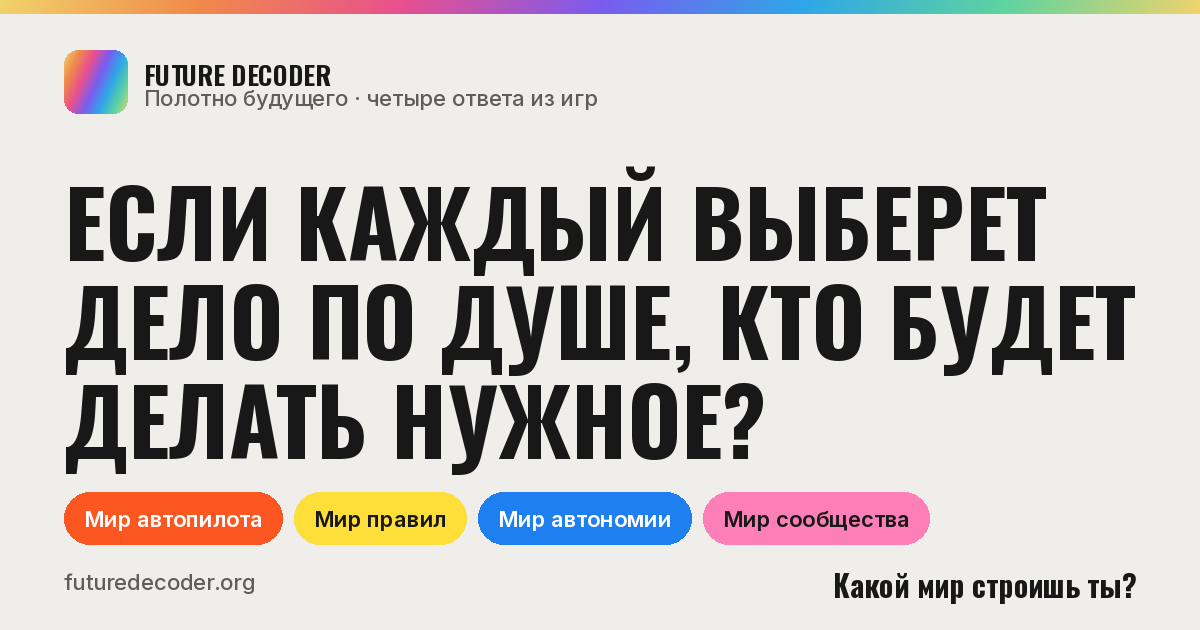 FUTURE DECODER
Полотно будущего · четыре ответа из игр
ЕСЛИ КАЖДЫЙ ВЫБЕРЕТ
ДЕЛО ПО ДУШЕ, КТО БУДЕТ
ДЕЛАТЬ НУЖНОЕ?
Мир автопилота Мир правил Мир автономии Мир сообщества
futuredecoder.org Какой мир строишь ты?